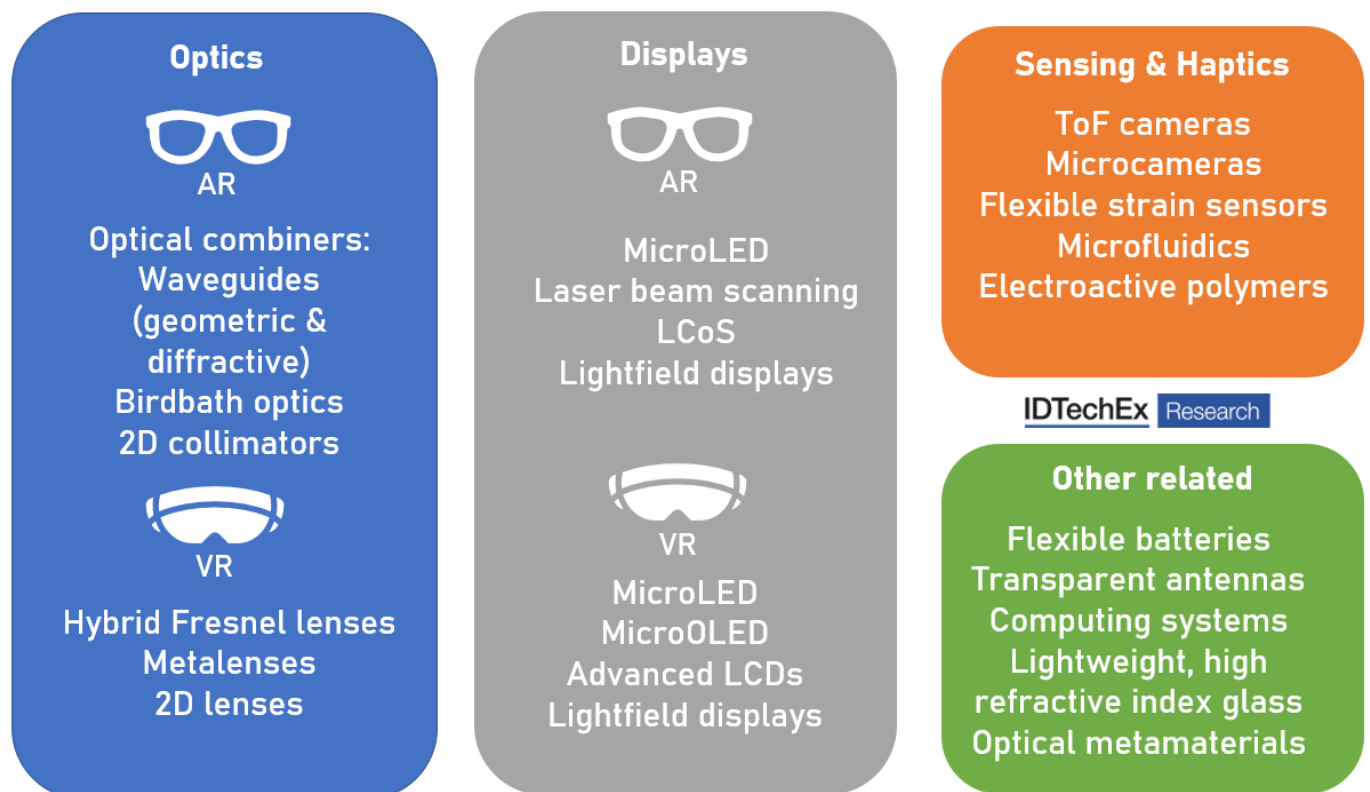 Optics
AR
Optical combiners:
Waveguides
(geometric &
diffractive)
Birdbath optics
2D collimators
VR
Hybrid Fresnel lenses
Metalenses
2D lenses
Displays
AR
MicroLED
Laser beam scanning
LCoS
Lightfield displays
VR
MicroLED
MicroOLED
Advanced LCDs
Lightfield displays
Sensing & Haptics
ToF cameras
Microcameras
Flexible strain sensors
Microfluidics
Electroactive polymers
IDTechEx Research
Other related
Flexible batteries
Transparent antennas
Computing systems
Lightweight, high
refractive index glass
Optical metamaterials